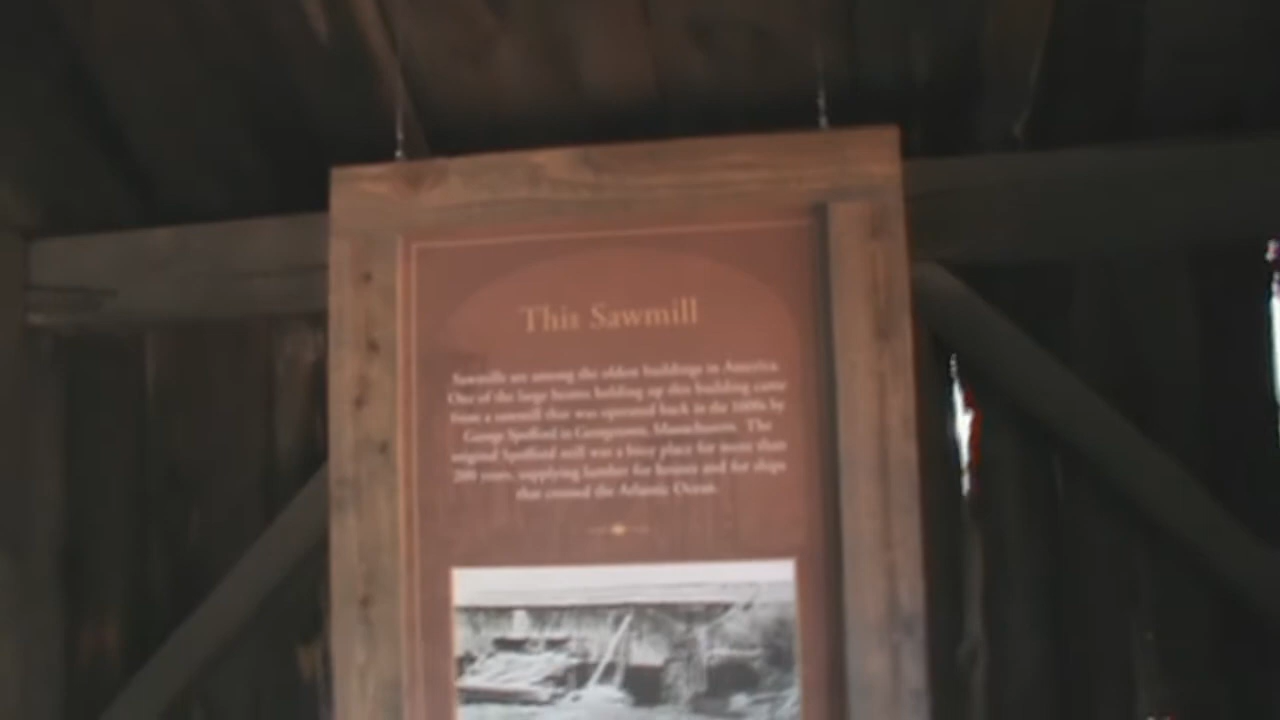 This Sawmill
Sawmills are among the oldest buildings in America.
One of the large beams holding up this building came
from a sawmill that was operated back in the by
George Spofford in Georgetown, Massachusetts. The
original Spofford mill was a busy place for more than
200 years, supplying lumber for houses and for ships
that crossed the Atlantic Ocean.